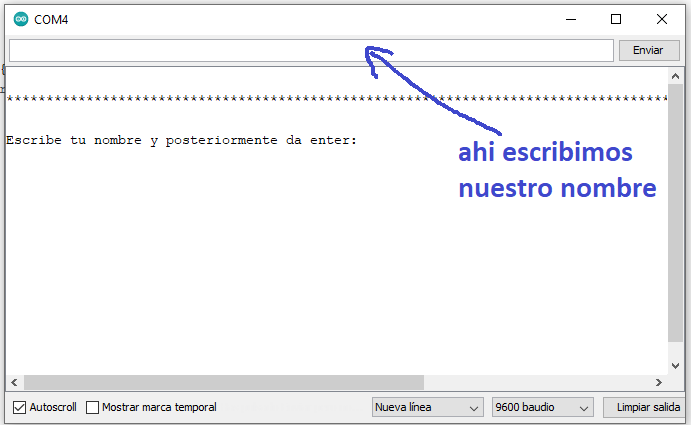 COM4
Enviar
************************************************************************************
Escribe tu nombre y posteriormente da enter:
ahi escribimos
nuestro nombre
Autoscroll
Mostrar marca temporal
Nueva línea
9600 baudio
Limpiar salida